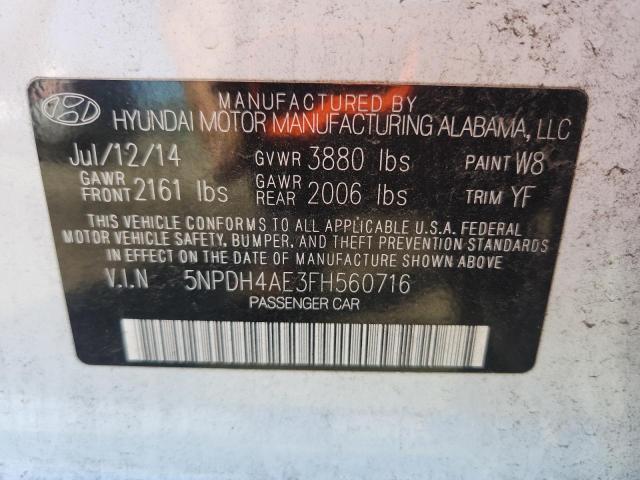 MANUFACTURED BY
HYUNDAI MOTOR MANUFACTURING ALABAMA, LLC
Jul/12/14 GVWR 3880 lbs PAINT W8
GAWR FRONT 2161 lbs GAWR REAR 2006 lbs TRIM YF
THIS VEHICLE CONFORMS TO ALL APPLICABLE U.S.A. FEDERAL
MOTOR VEHICLE SAFETY, BUMPER, AND THEFT PREVENTION STANDARDS
IN EFFECT ON THE DATE OF MANUFACTURE SHOWN ABOVE.
V.I.N 5NPDH4AE3FH560716
PASSENGER CAR